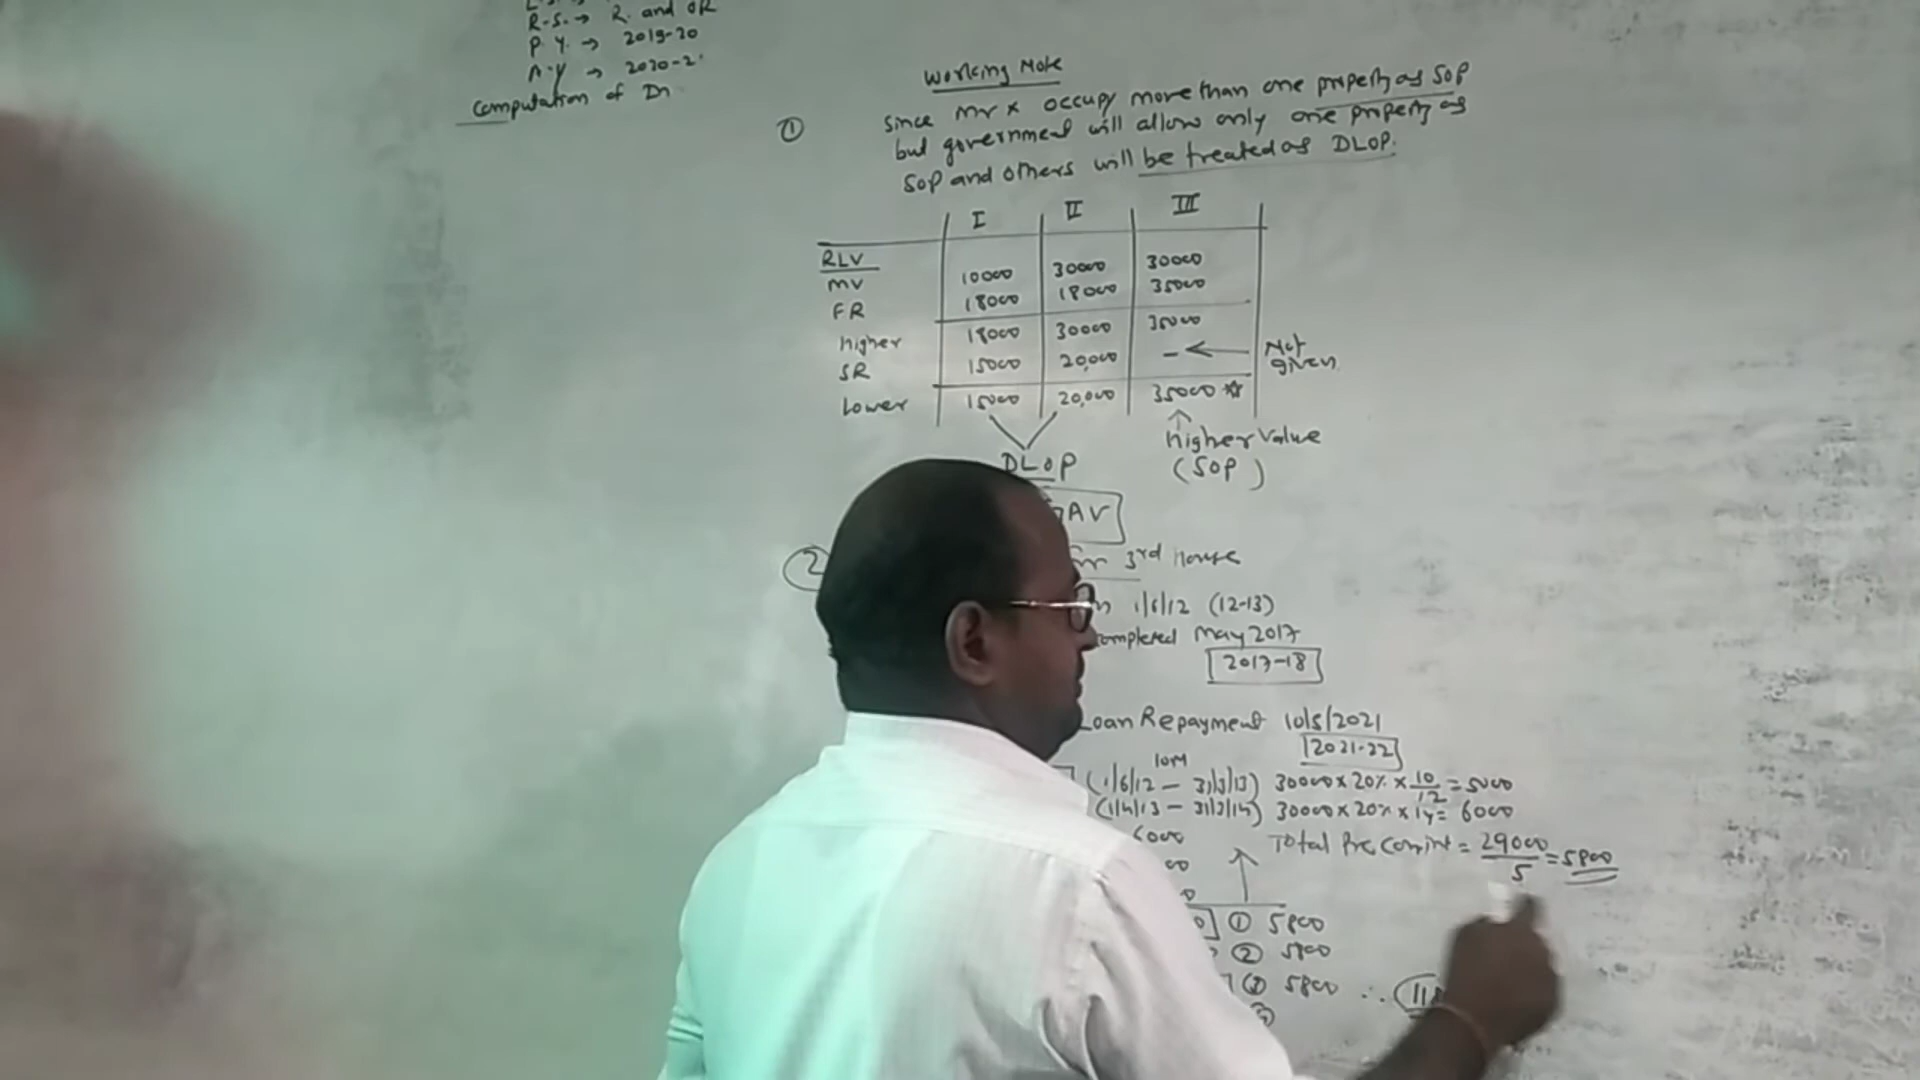 R.S. → R. and OR
P.Y. → 2019-20
A.Y → 2020-2
Computation of In
Working Note
① Since mr x occupy more than one property as SOP
but government will allow only one property as
SOP and others will be treated as DLOP.
I II III
RLV
MV 10000 30000 30000
FR 18000 18000 35000
higher 18000 30000 35000
SR 15000 20,000 - ← Not given
Lower 15000 20,000 35000 ☆
↑
higher value
(SOP)
DLOP
GAV
② 3rd House
1/6/12 (12-13)
completed May 2017
2017-18
Loan Repayment 10/5/2021
2021-22
10M
(1/6/12 – 31/3/13) 30000 x 20% x 10/12 = 5000
(1/4/13 – 31/3/14) 30000 x 20% x 1y = 6000
6000
Total Pre con int = 29000/5 = 5800
① 5800
② 5800
③ 5800 ∴